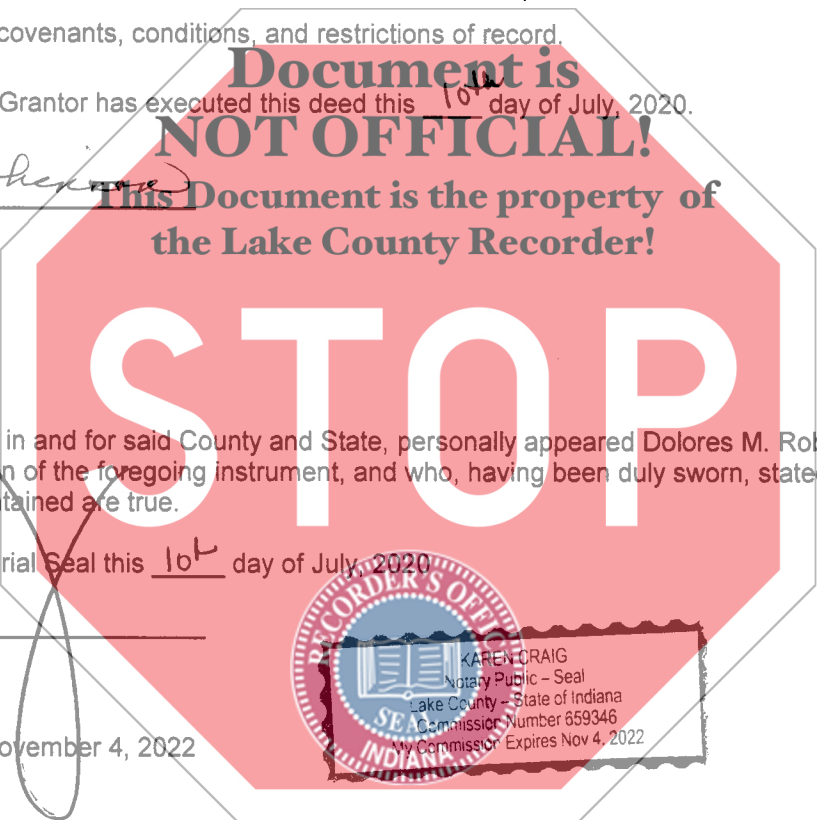 covenants, conditions, and restrictions of record.
Document is
Grantor has executed this deed this 10th day of July, 2020.
NOT OFFICIAL!
This Document is the property of
the Lake County Recorder!
STOP
in and for said County and State, personally appeared Dolores M. Rob
n of the foregoing instrument, and who, having been duly sworn, state
tained are true.
rial Seal this 10th day of July, 2020
RECORDER'S OFFIC
SEAL
INDIANA
KAREN CRAIG
Notary Public – Seal
Lake County – State of Indiana
Commission Number 659346
My Commission Expires Nov 4, 2022
ovember 4, 2022